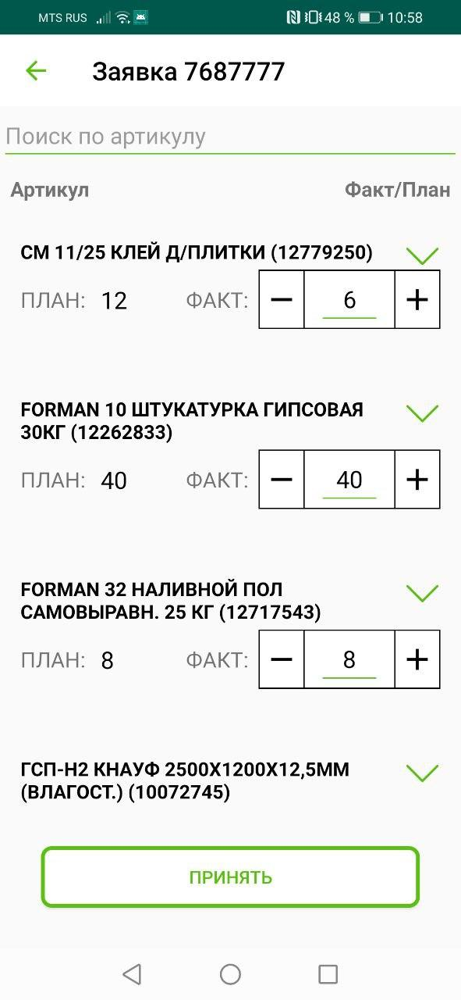 MTS RUS 48 % 10:58
Заявка 7687777
Поиск по артикулу
Артикул Факт/План
СМ 11/25 КЛЕЙ Д/ПЛИТКИ (12779250)
ПЛАН: 12 ФАКТ: — 6 +
FORMAN 10 ШТУКАТУРКА ГИПСОВАЯ
30КГ (12262833)
ПЛАН: 40 ФАКТ: — 40 +
FORMAN 32 НАЛИВНОЙ ПОЛ
САМОВЫРАВН. 25 КГ (12717543)
ПЛАН: 8 ФАКТ: — 8 +
ГСП-Н2 КНАУФ 2500Х1200Х12,5ММ
(ВЛАГОСТ.) (10072745)
ПРИНЯТЬ